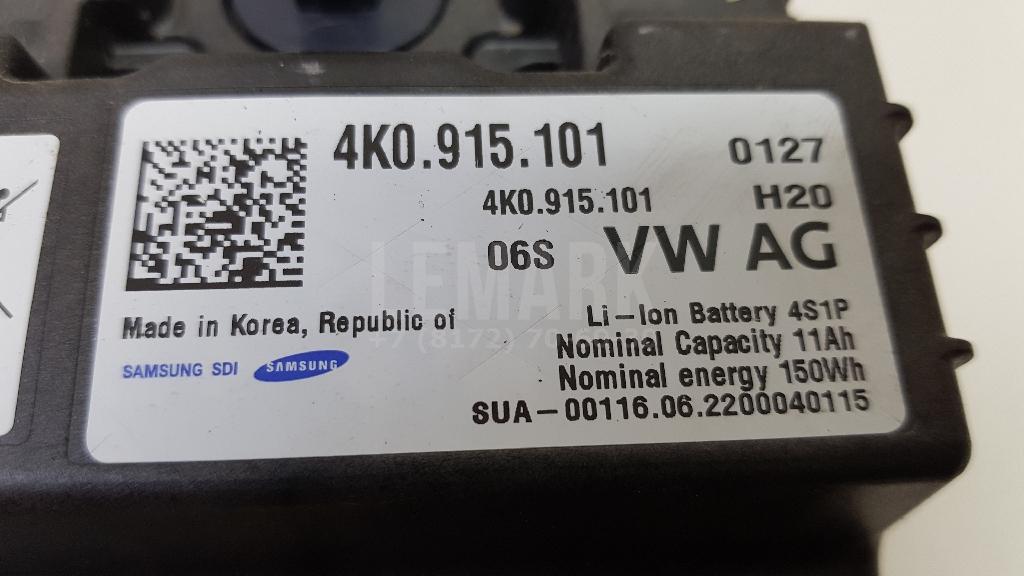 4K0.915.101
0127
4K0.915.101
H20
06S
VW AG
LEMARK
Made in Korea, Republic of
Li-Ion Battery 4S1P
Nominal Capacity 11Ah
SAMSUNG SDI
SAMSUNG
Nominal energy 150Wh
SUA-00116.06.2200040115